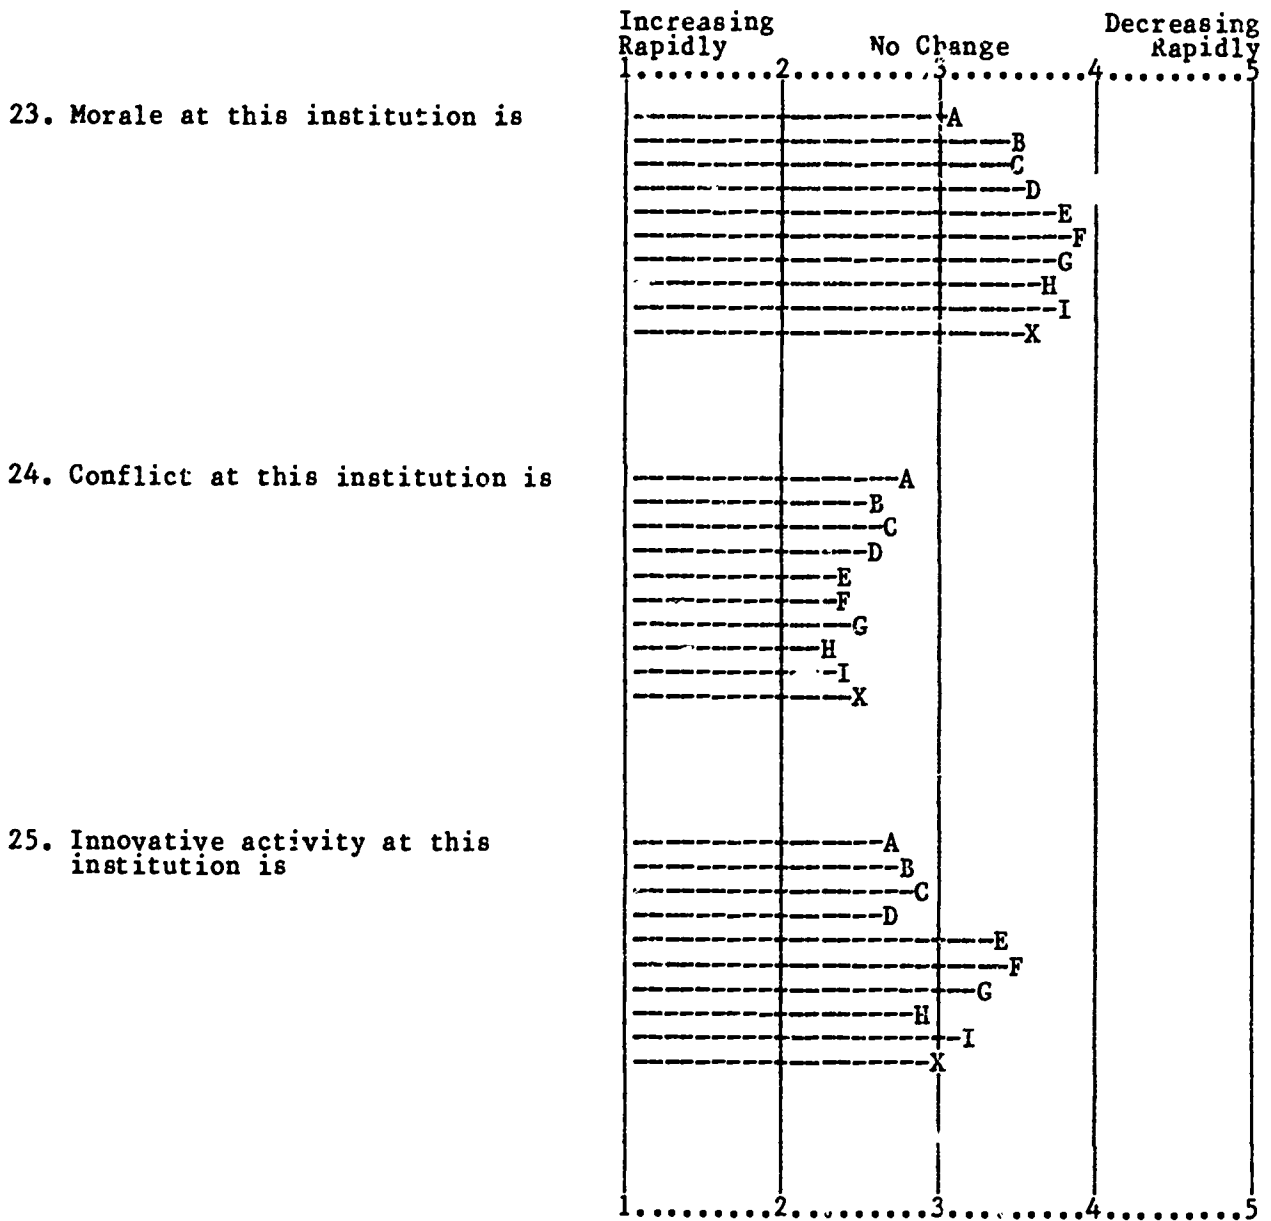 Increasing Decreasing
Rapidly No Change Rapidly
1.........2.........3.........4.........5
23. Morale at this institution is
------------------A
----------------------B
----------------------C
-----------------------D
-------------------------E
--------------------------F
-------------------------G
------------------------H
-------------------------I
-----------------------X
24. Conflict at this institution is
-----------------A
---------------B
----------------C
---------------D
-------------E
-------------F
--------------G
------------H
-------------I
--------------X
25. Innovative activity at this
institution is
----------------A
-----------------B
------------------C
----------------D
-----------------------E
------------------------F
----------------------G
------------------H
---------------------I
-------------------X
1.........2.........3.........4.........5